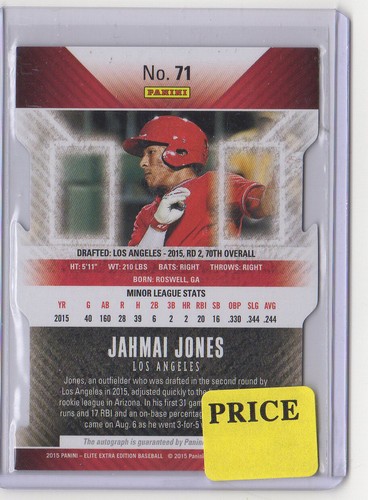 No. 71
PANINI
DRAFTED: LOS ANGELES - 2015, RD 2, 70TH OVERALL
HT: 5'11" WT: 210 LBS BATS: RIGHT THROWS: RIGHT
BORN: ROSWELL, GA
MINOR LEAGUE STATS
YR G AB R H 2B 3B HR RBI SB OBP SLG AVG
2015 40 160 28 39 6 2 2 20 16 .330 .344 .244
JAHMAI JONES
LOS ANGELES
Jones, an outfielder who was drafted in the second round by
Los Angeles in 2015, adjusted quickly to the
rookie league in Arizona. In his first 31 gam
runs and 17 RBI and an on-base percentag
came on Aug. 6 as he went 3-for-5
The autograph is guaranteed by Panin
2015 PANINI - ELITE EXTRA EDITION BASEBALL © 2015 Panin
PRICE